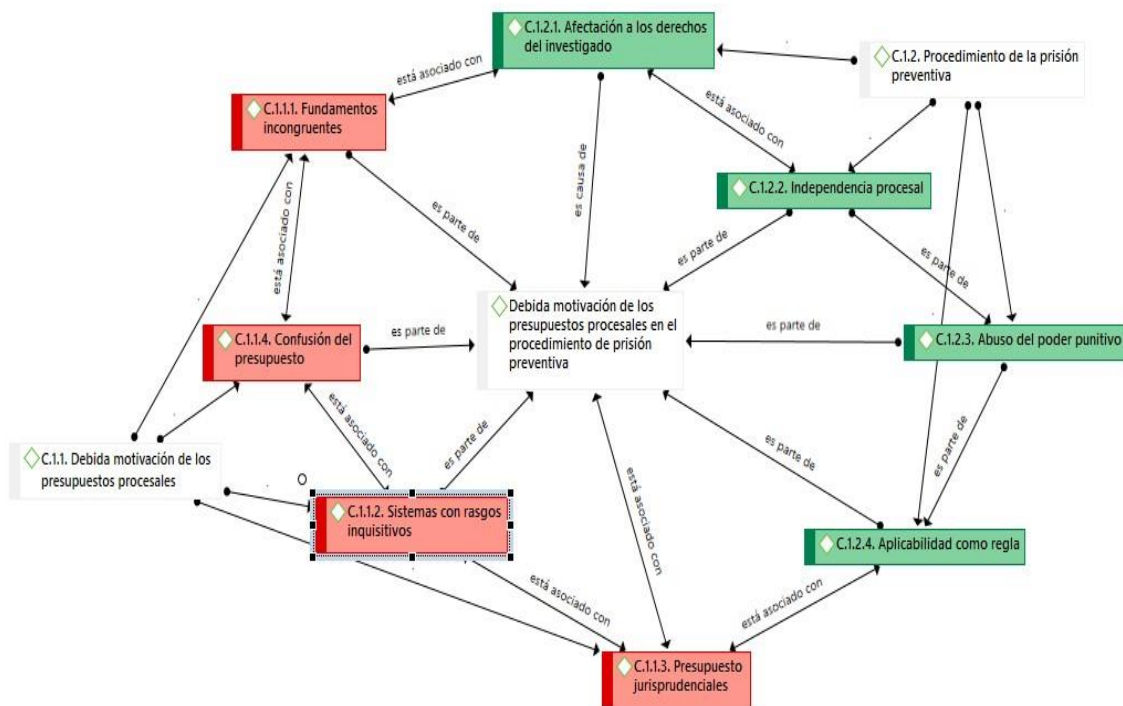 C.1.2.1. Afectación a los derechos
del investigado
C.1.2. Procedimiento de la prisión
preventiva
está asociado con
C.1.1.1. Fundamentos
incongruentes
está asociado con
es causa de
C.1.2.2. Independencia procesal
está asociado con
es parte de
es parte de
es parte de
Debida motivación de los
presupuestos procesales en el
procedimiento de prisión
preventiva
C.1.1.4. Confusión del
presupuesto
es parte de
es parte de
C.1.2.3. Abuso del poder punitivo
está asociado con
es parte de
es parte de
es parte de
C.1.1. Debida motivación de los
presupuestos procesales
C.1.1.2. Sistemas con rasgos
inquisitivos
está asociado con
C.1.2.4. Aplicabilidad como regla
está asociado con
está asociado con
C.1.1.3. Presupuesto
jurisprudenciales